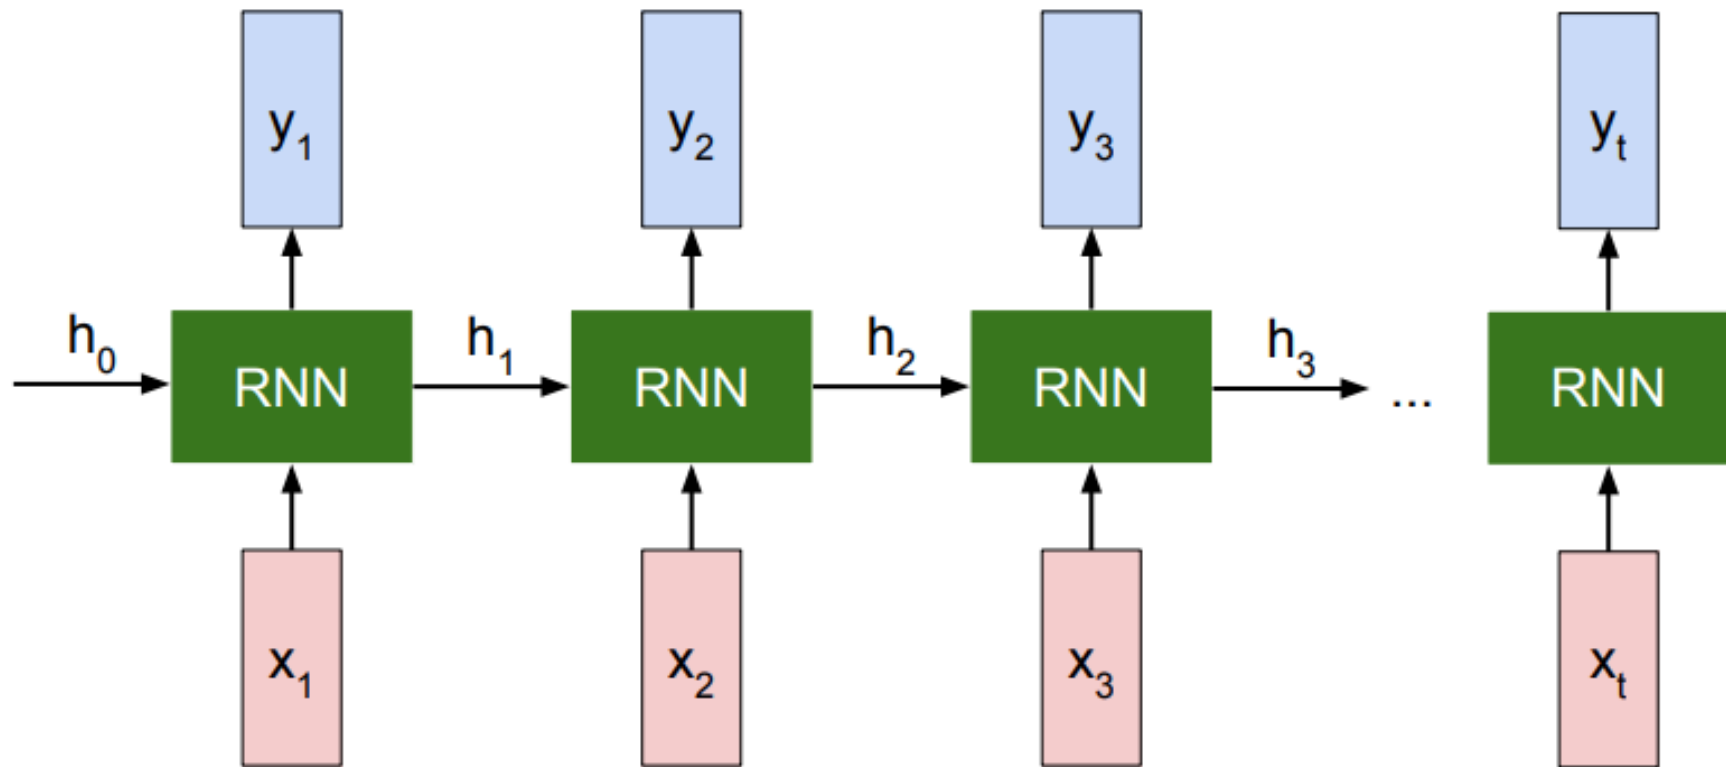 y₁ y₂ y₃ yₜ
h₀ h₁ h₂ h₃
RNN RNN RNN ... RNN
x₁ x₂ x₃ xₜ